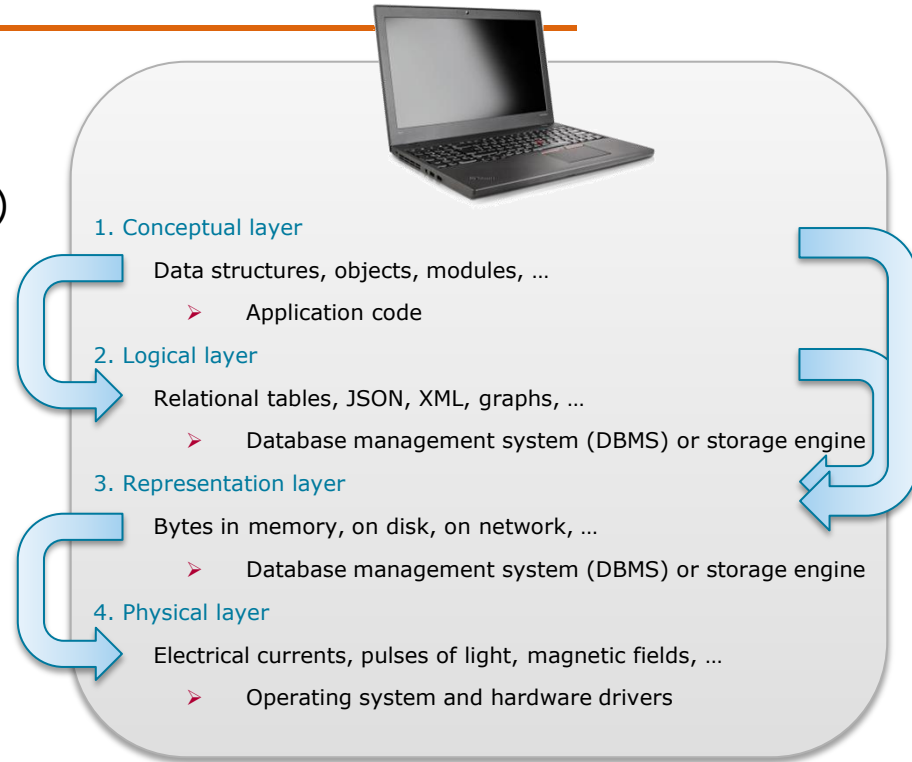 )
1. Conceptual layer
Data structures, objects, modules, …
➢ Application code
2. Logical layer
Relational tables, JSON, XML, graphs, …
➢ Database management system (DBMS) or storage engine
3. Representation layer
Bytes in memory, on disk, on network, …
➢ Database management system (DBMS) or storage engine
4. Physical layer
Electrical currents, pulses of light, magnetic fields, …
➢ Operating system and hardware drivers